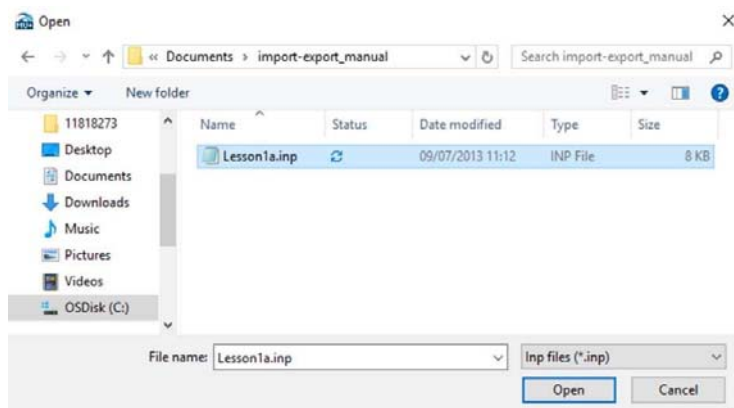 Open
« Documents › import-export_manual
Search import-export_manual
Organize
New folder
Name Status Date modified Type Size
11818273
Desktop
Documents
Downloads
Music
Pictures
Videos
OSDisk (C:)
Lesson1a.inp 09/07/2013 11:12 INP File 8 KB
File name: Lesson1a.inp
Inp files (*.inp)
Open Cancel